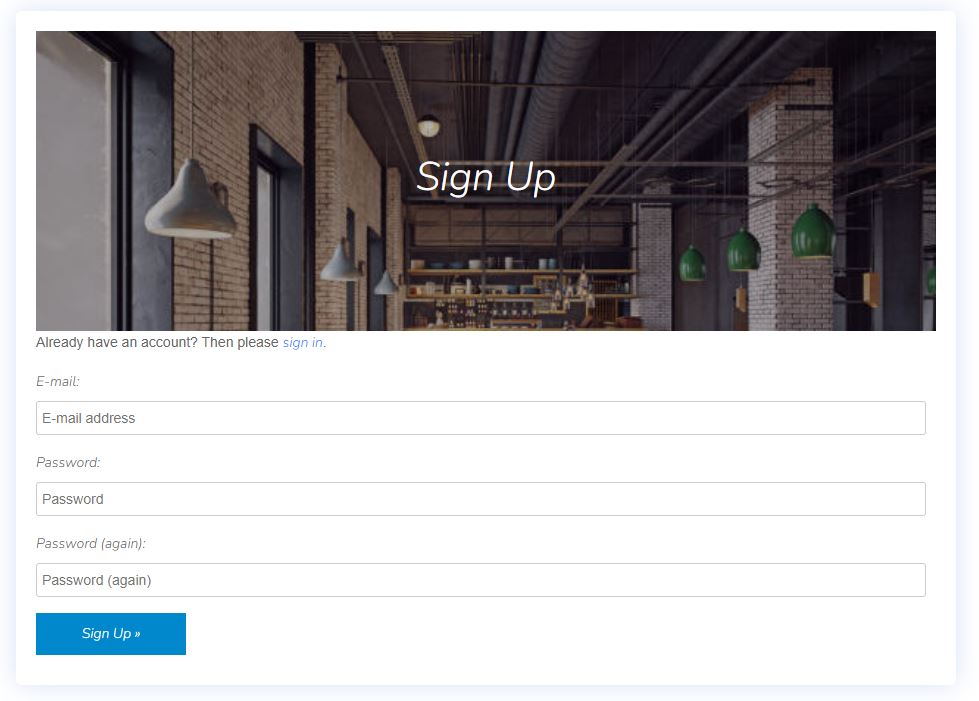 Sign Up
Already have an account? Then please sign in.
E-mail:
E-mail address
Password:
Password
Password (again):
Password (again)
Sign Up »